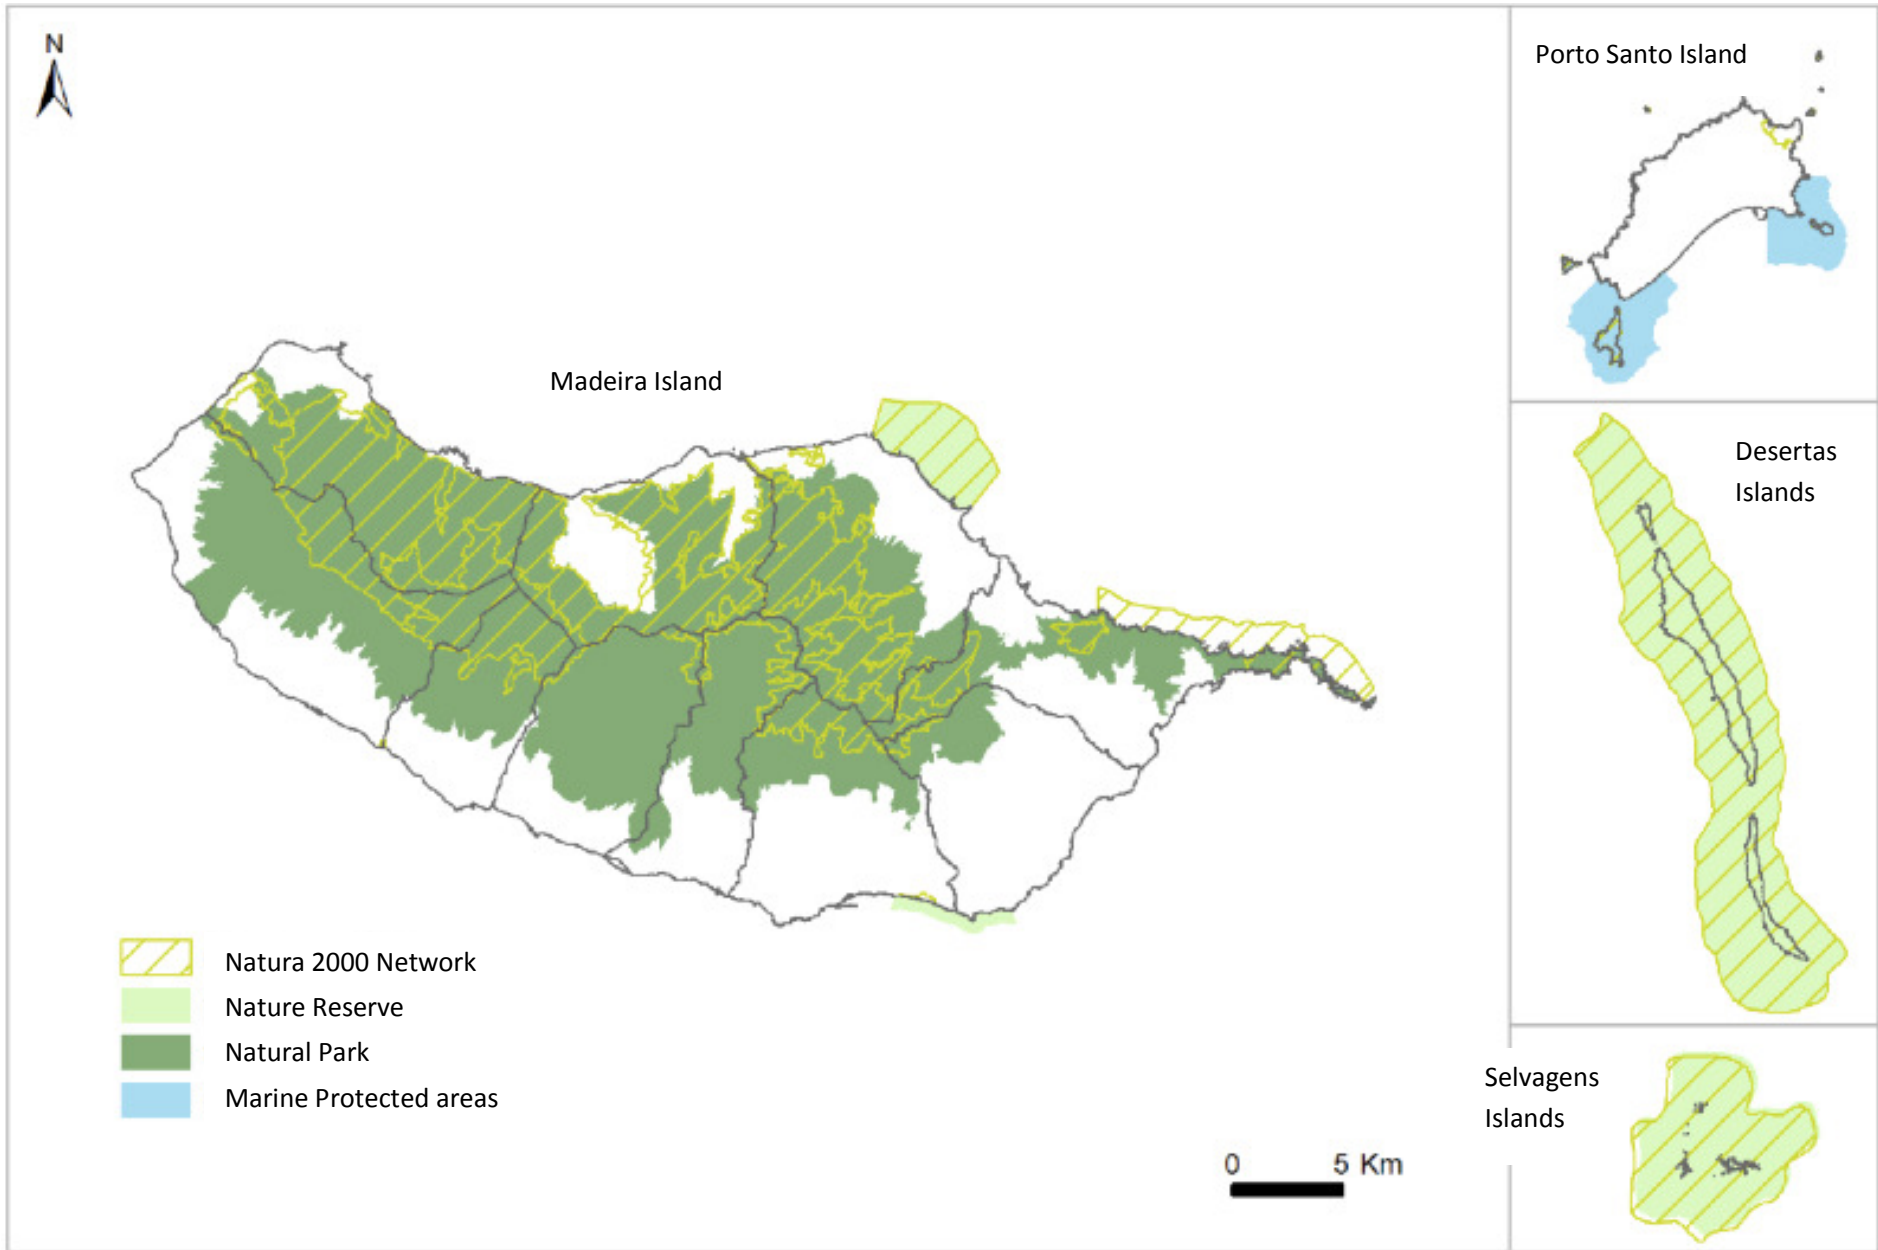 N
Porto Santo Island
Madeira Island
Desertas
Islands
Natura 2000 Network
Nature Reserve
Natural Park
Marine Protected areas
Selvagens
Islands
0 5 Km